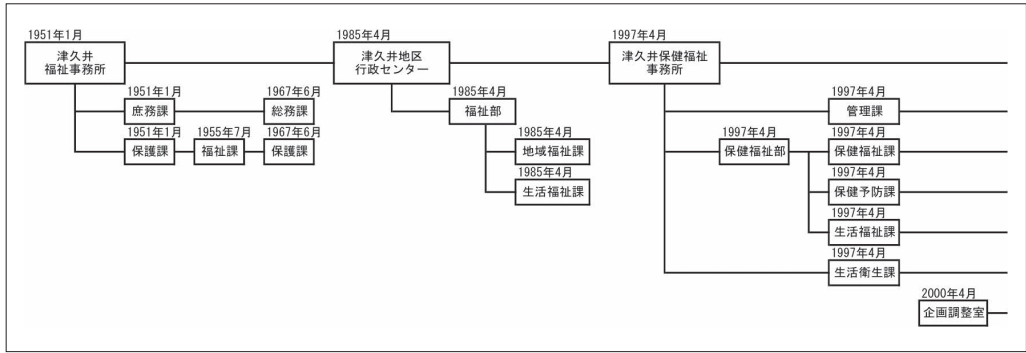 1951年1月
津久井
福祉事務所
1985年4月
津久井地区
行政センター
1997年4月
津久井保健福祉
事務所
1951年1月
庶務課
1967年6月
総務課
1951年1月
保護課
1955年7月
福祉課
1967年6月
保護課
1985年4月
福祉部
1985年4月
地域福祉課
1985年4月
生活福祉課
1997年4月
管理課
1997年4月
保健福祉部
1997年4月
保健福祉課
1997年4月
保健予防課
1997年4月
生活福祉課
1997年4月
生活衛生課
2000年4月
企画調整室